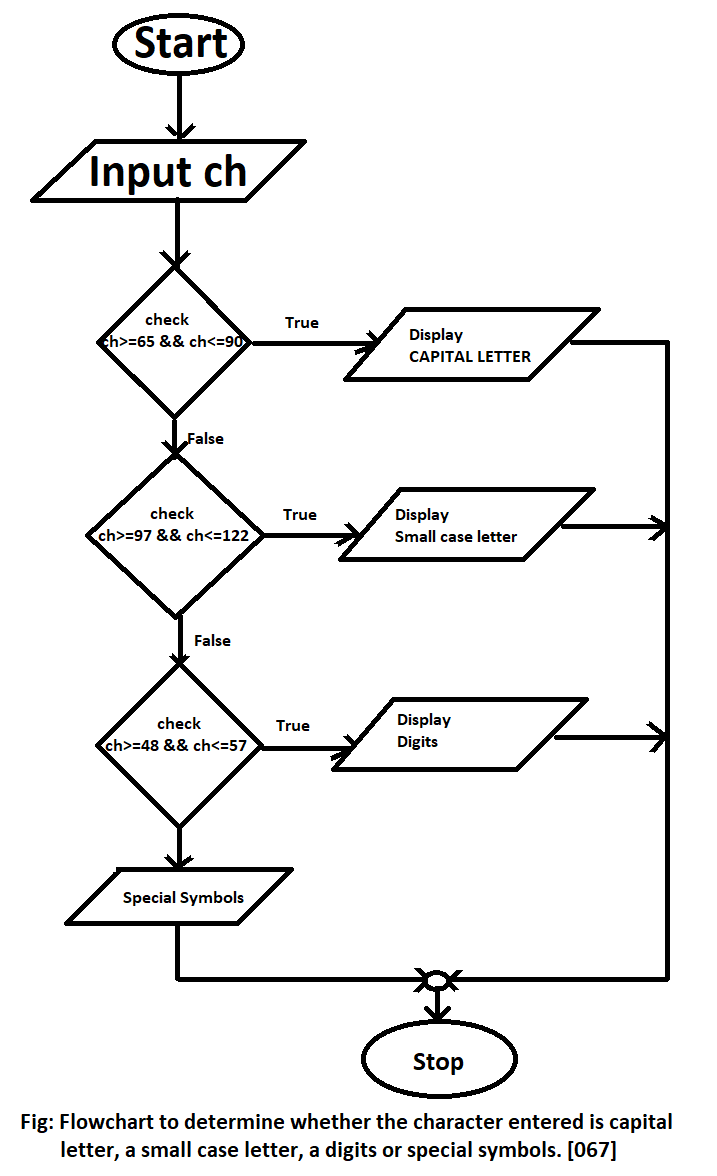 Start
Input ch
check
ch>=65 && ch<=90
True
Display
CAPITAL LETTER
False
check
ch>=97 && ch<=122
True
Display
Small case letter
False
check
ch>=48 && ch<=57
True
Display
Digits
Special Symbols
Stop
Fig: Flowchart to determine whether the character entered is capital
letter, a small case letter, a digits or special symbols. [067]